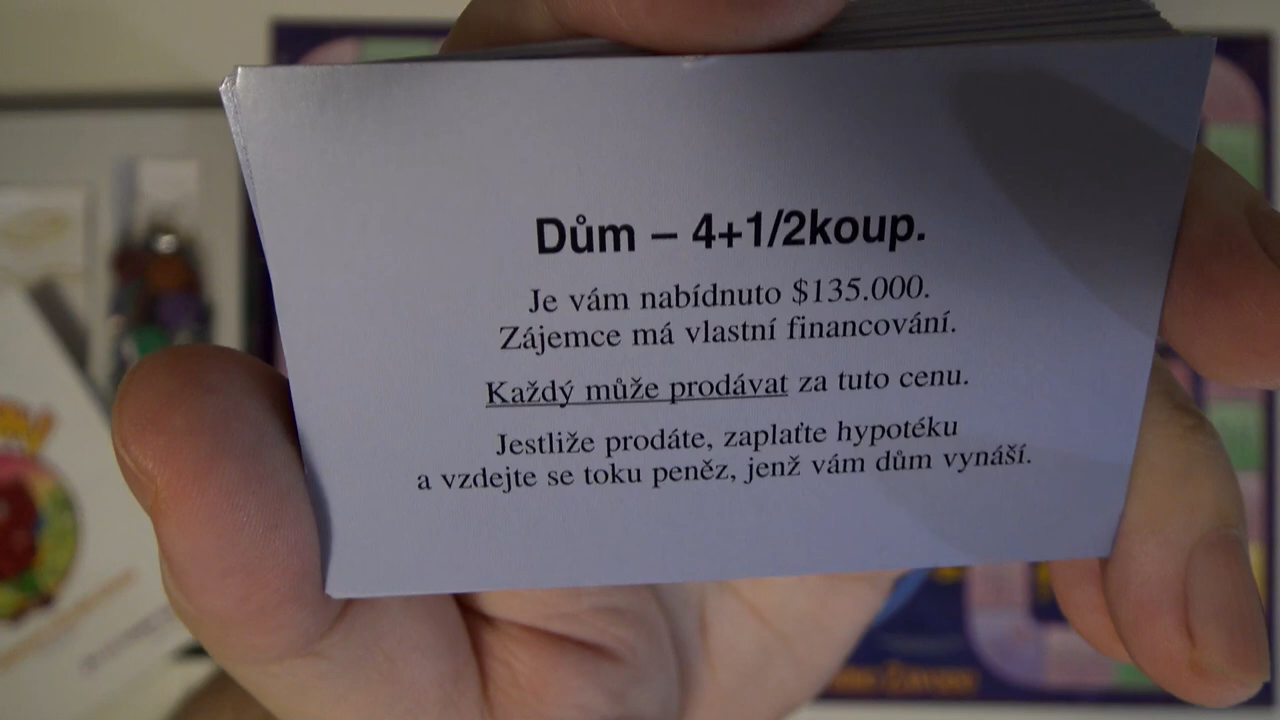 Dům – 4+1/2koup.
Je vám nabídnuto $135.000.
Zájemce má vlastní financování.
Každý může prodávat za tuto cenu.
Jestliže prodáte, zaplaťte hypotéku
a vzdejte se toku peněz, jenž vám dům vynáší.